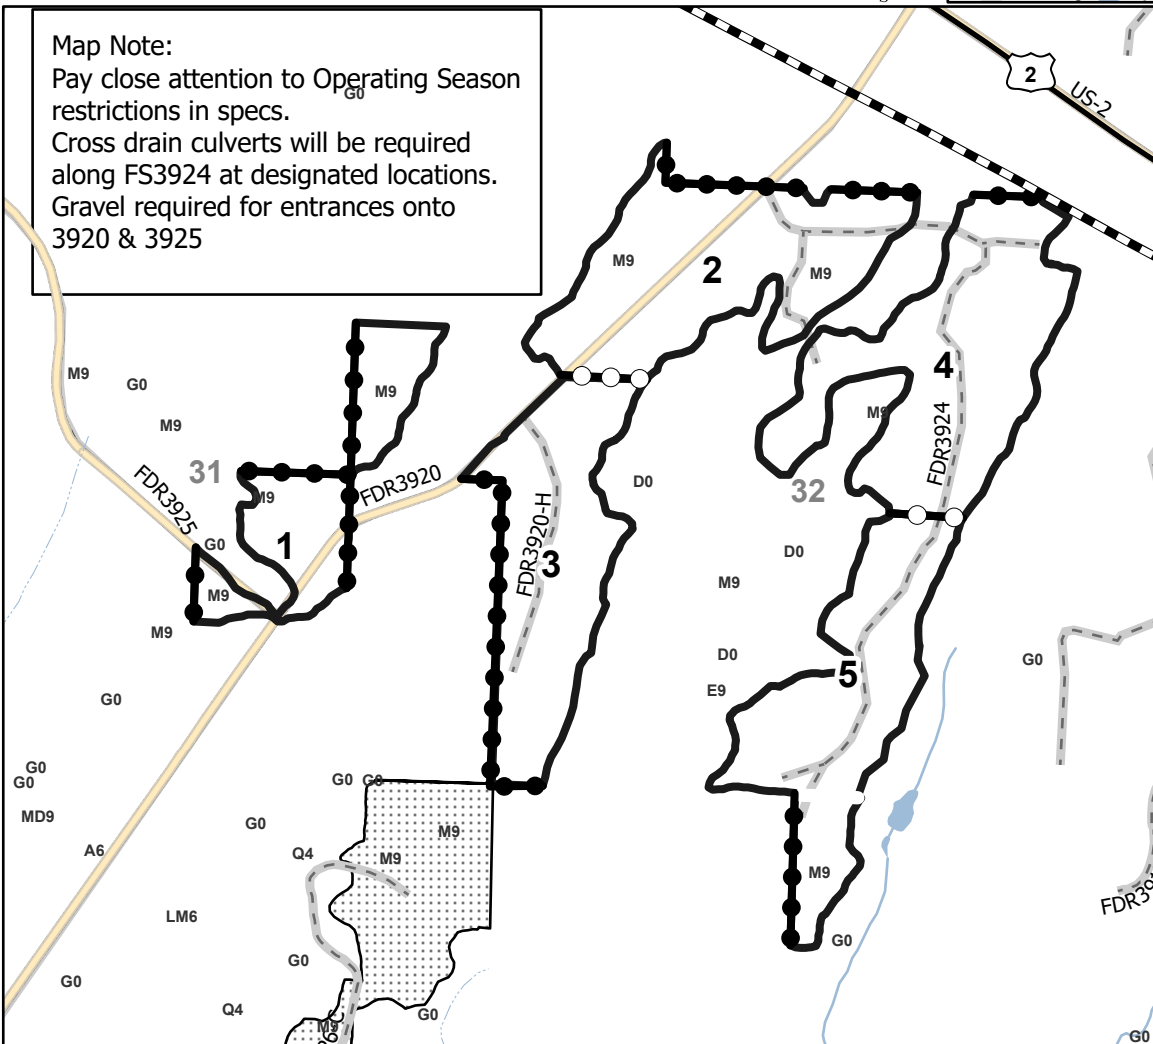 Map Note:
Pay close attention to Operating Season
restrictions in specs.
Cross drain culverts will be required
along FS3924 at designated locations.
Gravel required for entrances onto
3920 & 3925
G0
2
US-2
M9
2
M9
M9
G0
M9
M9
4
M9
31
FDR3925
M9
FDR3920
D0
32
FDR3924
G0
1
FDR3920-H
3
D0
M9
M9
M9
D0
G0
5
E9
G0
G0
G0
G0
G0
MD9
G0
M9
A6
Q4
M9
M9
LM6
G0
G0
G0
Q4
G0
M9
G0